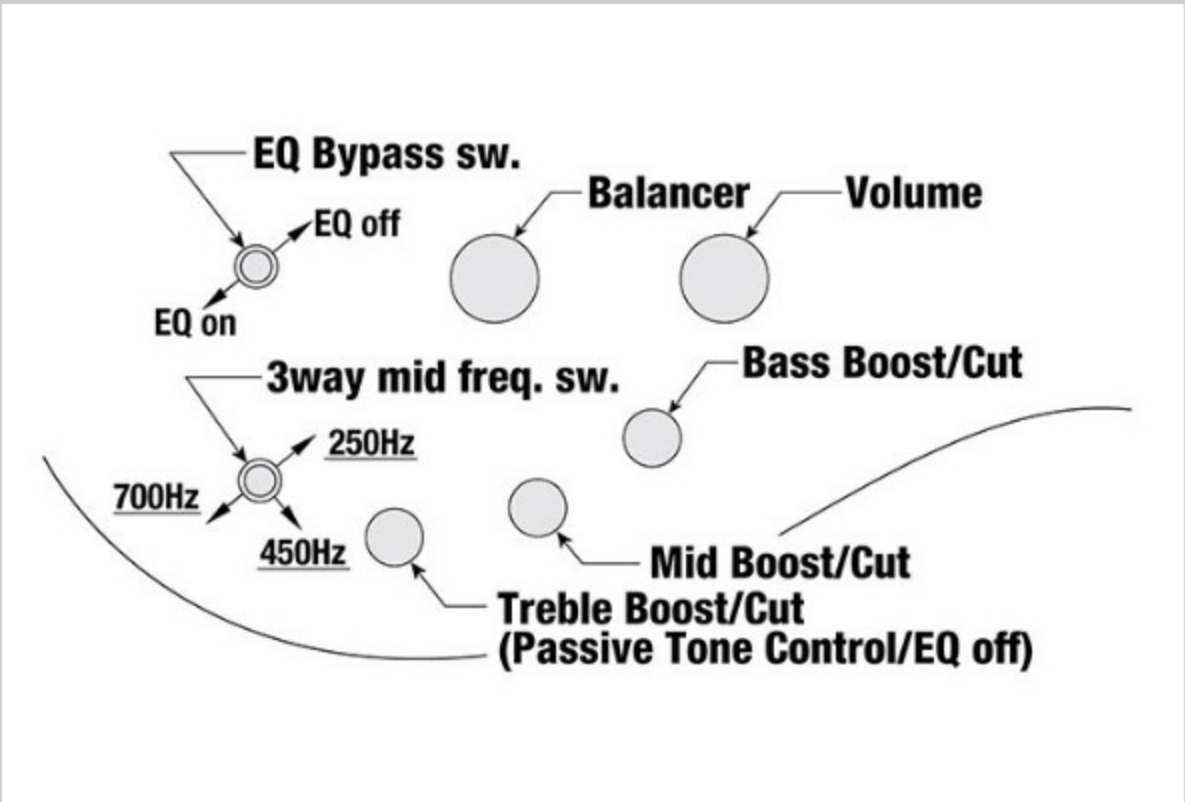 EQ Bypass sw.
Balancer
Volume
EQ off
EQ on
Bass Boost/Cut
3way mid freq. sw.
250Hz
700Hz
450Hz
Mid Boost/Cut
Treble Boost/Cut
(Passive Tone Control/EQ off)